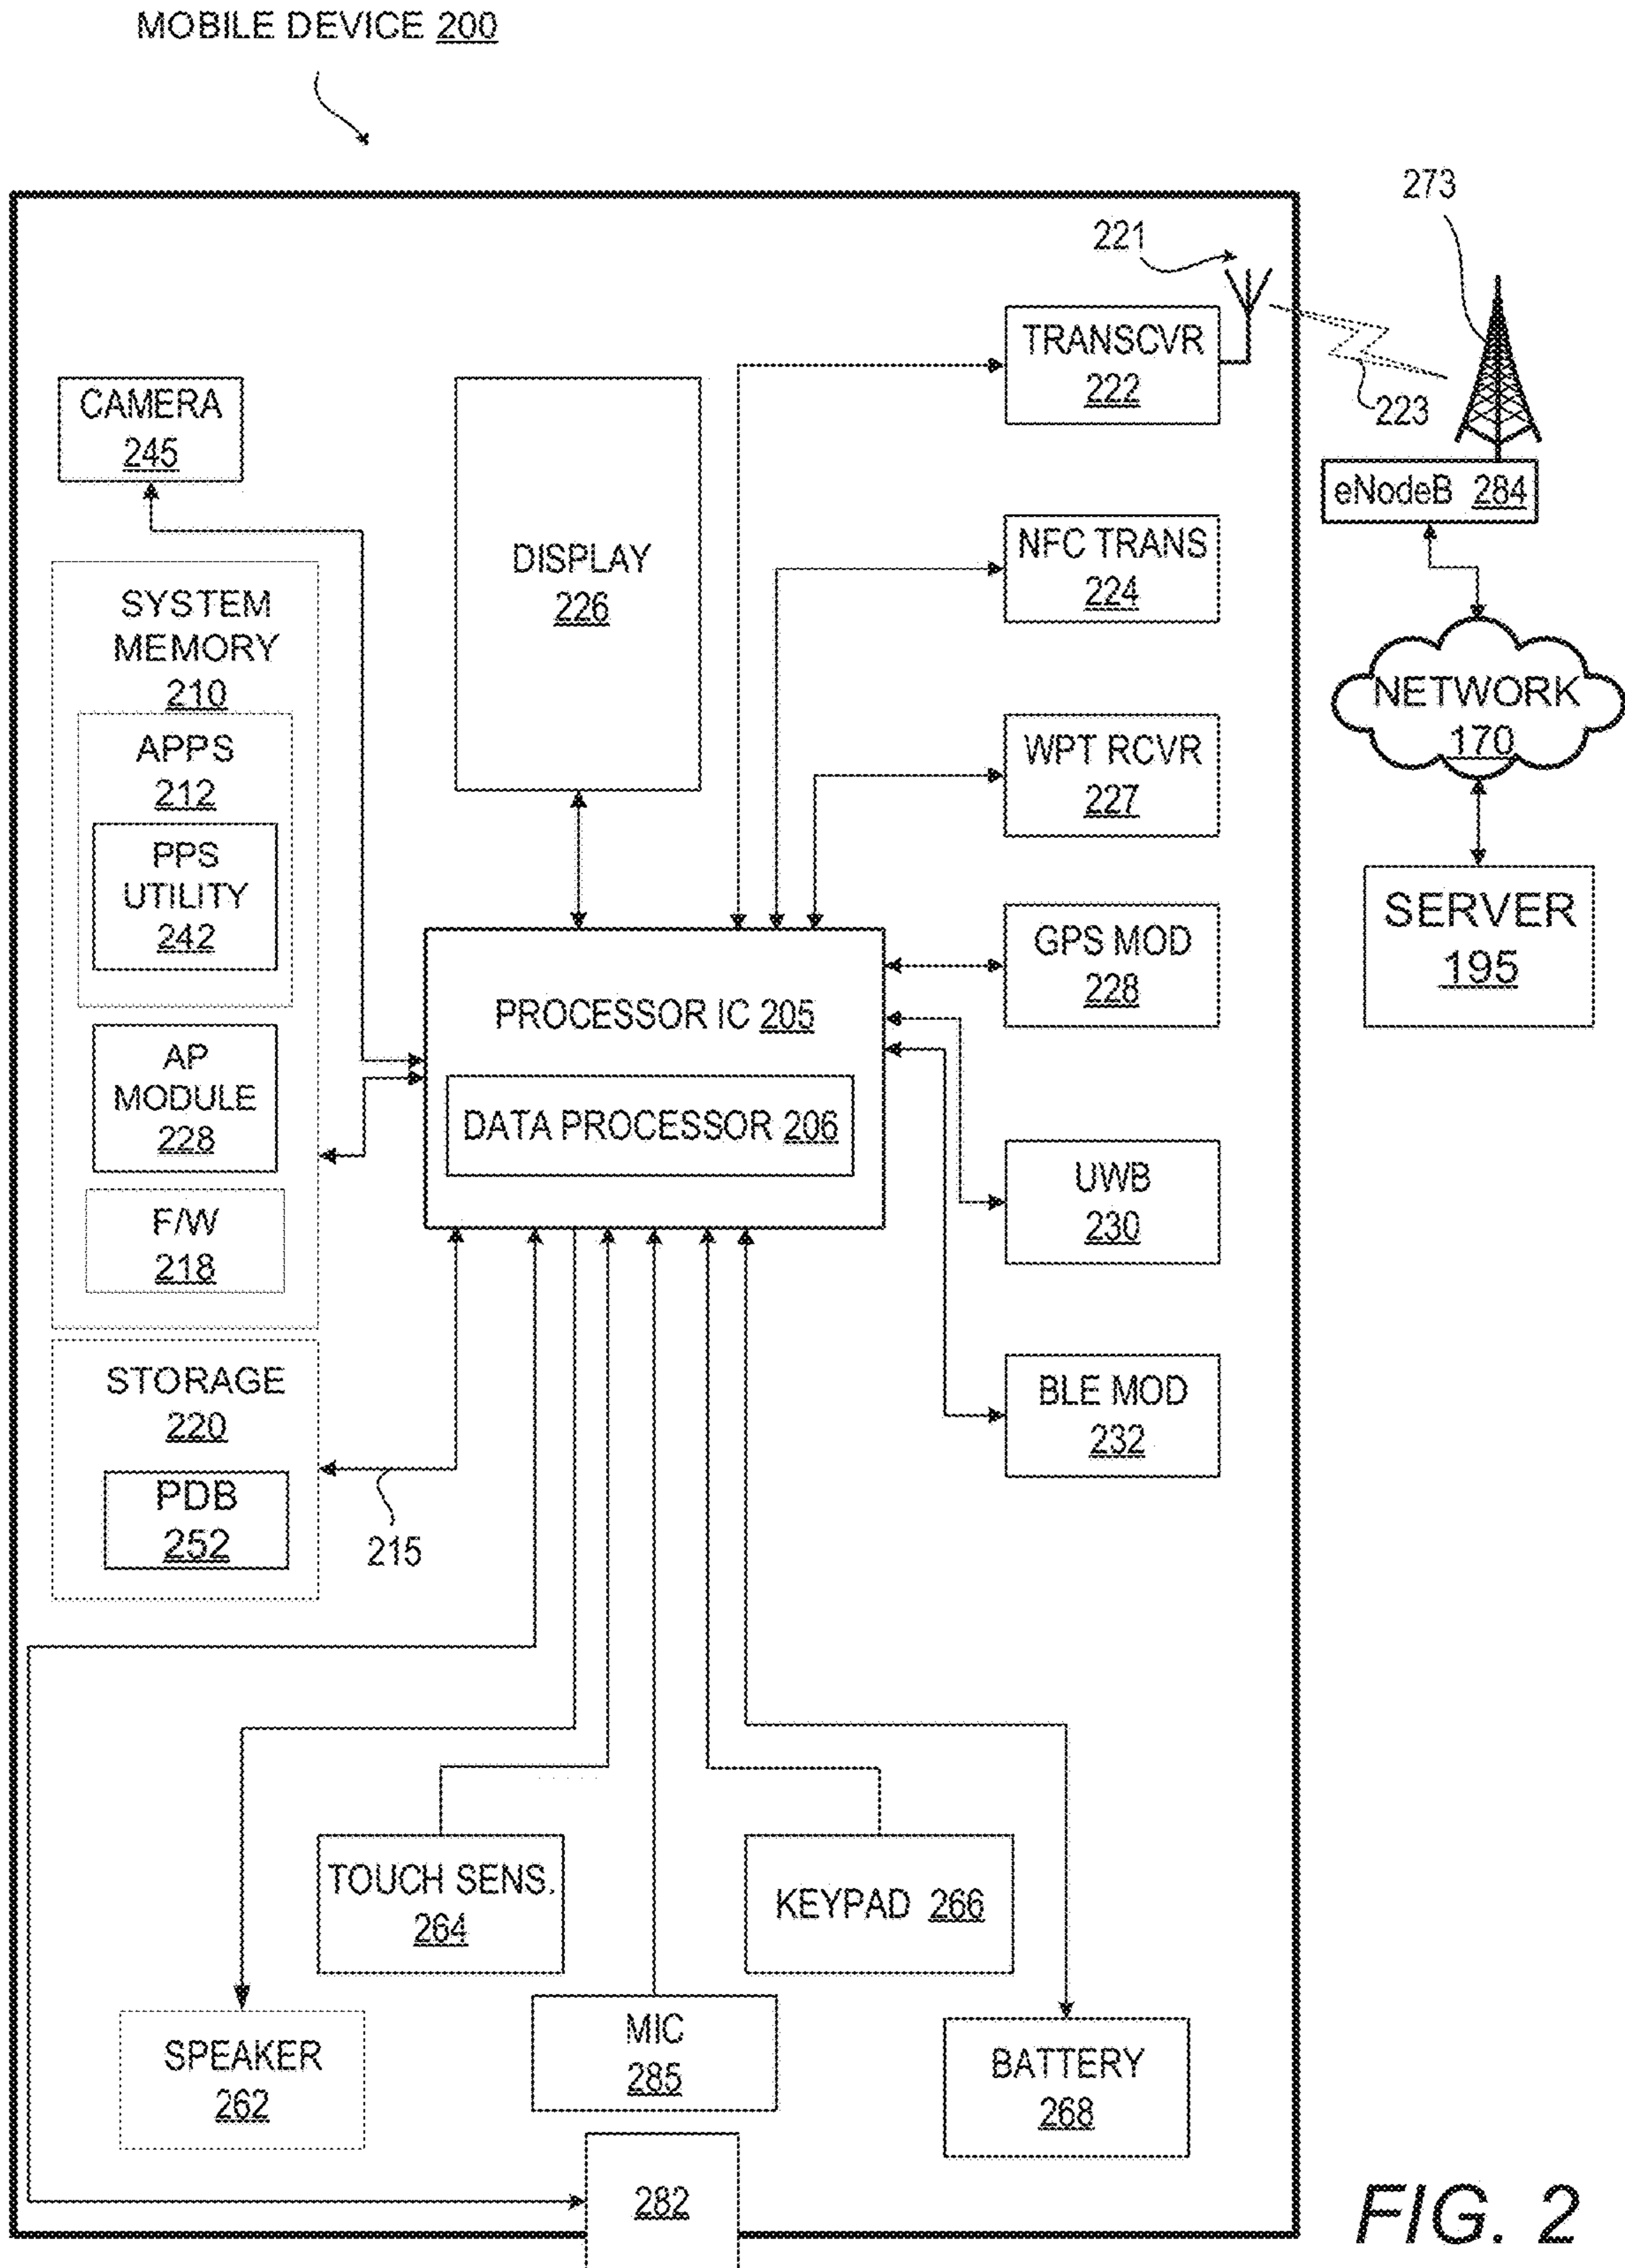 MOBILE DEVICE 200
273
221
TRANSCVR
222
223
CAMERA
245
eNodeB 284
DISPLAY
226
NFC TRANS
224
SYSTEM
MEMORY
210
APPS
212
PPS
UTILITY
242
AP
MODULE
228
F/W
218
NETWORK
170
WPT RCVR
227
SERVER
195
GPS MOD
228
PROCESSOR IC 205
DATA PROCESSOR 206
UWB
230
BLE MOD
232
STORAGE
220
PDB
252
215
TOUCH SENS.
264
KEYPAD 266
SPEAKER
262
MIC
285
BATTERY
268
282
FIG. 2